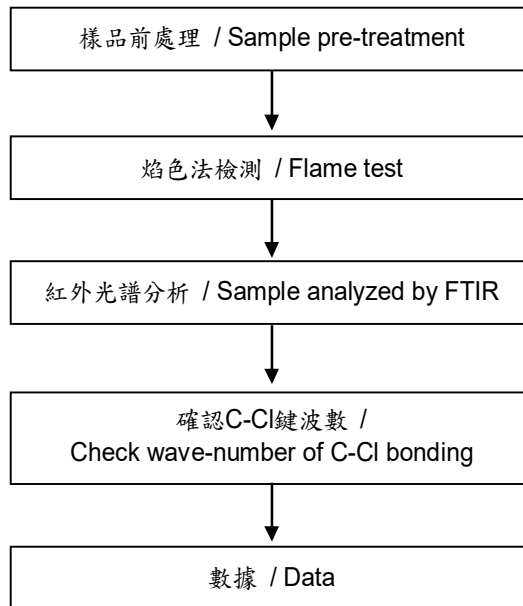 樣品前處理 / Sample pre-treatment
焰色法檢測 / Flame test
紅外光譜分析 / Sample analyzed by FTIR
確認C-Cl鍵波數 /
Check wave-number of C-Cl bonding
數據 / Data